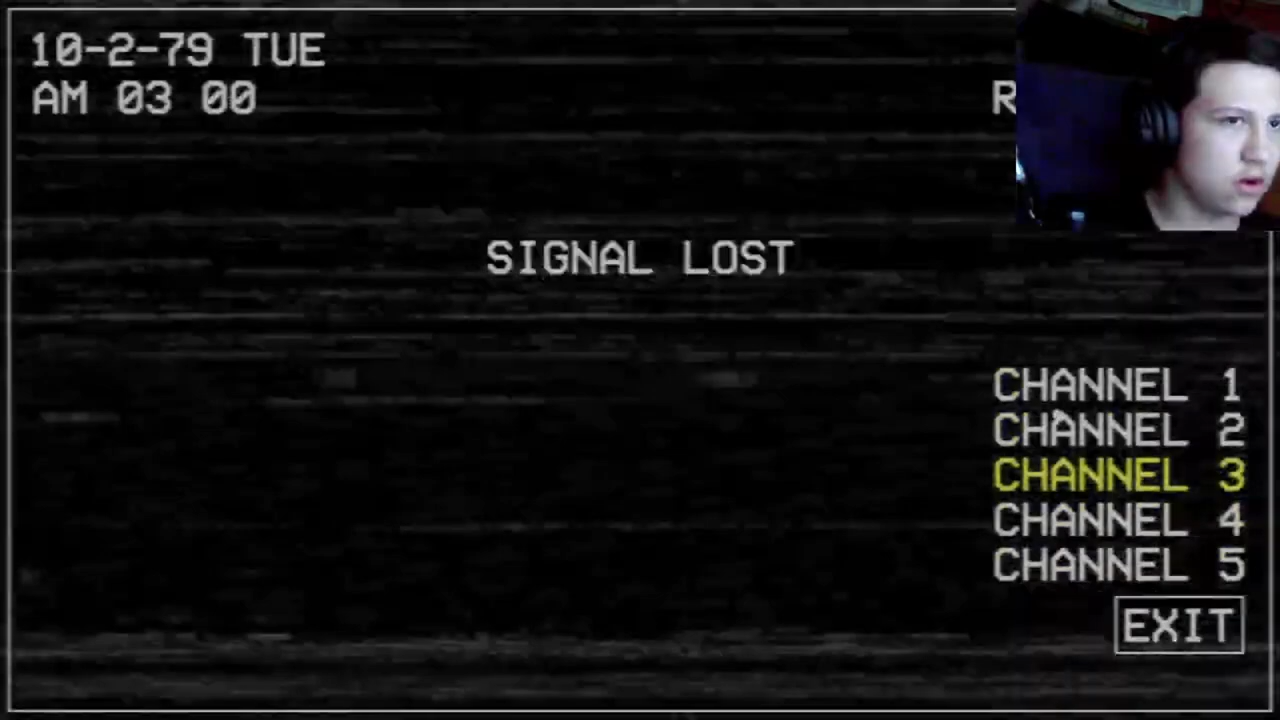 10-2-79 TUE
AM 03 00
R
SIGNAL LOST
CHANNEL 1
CHANNEL 2
CHANNEL 3
CHANNEL 4
CHANNEL 5
EXIT